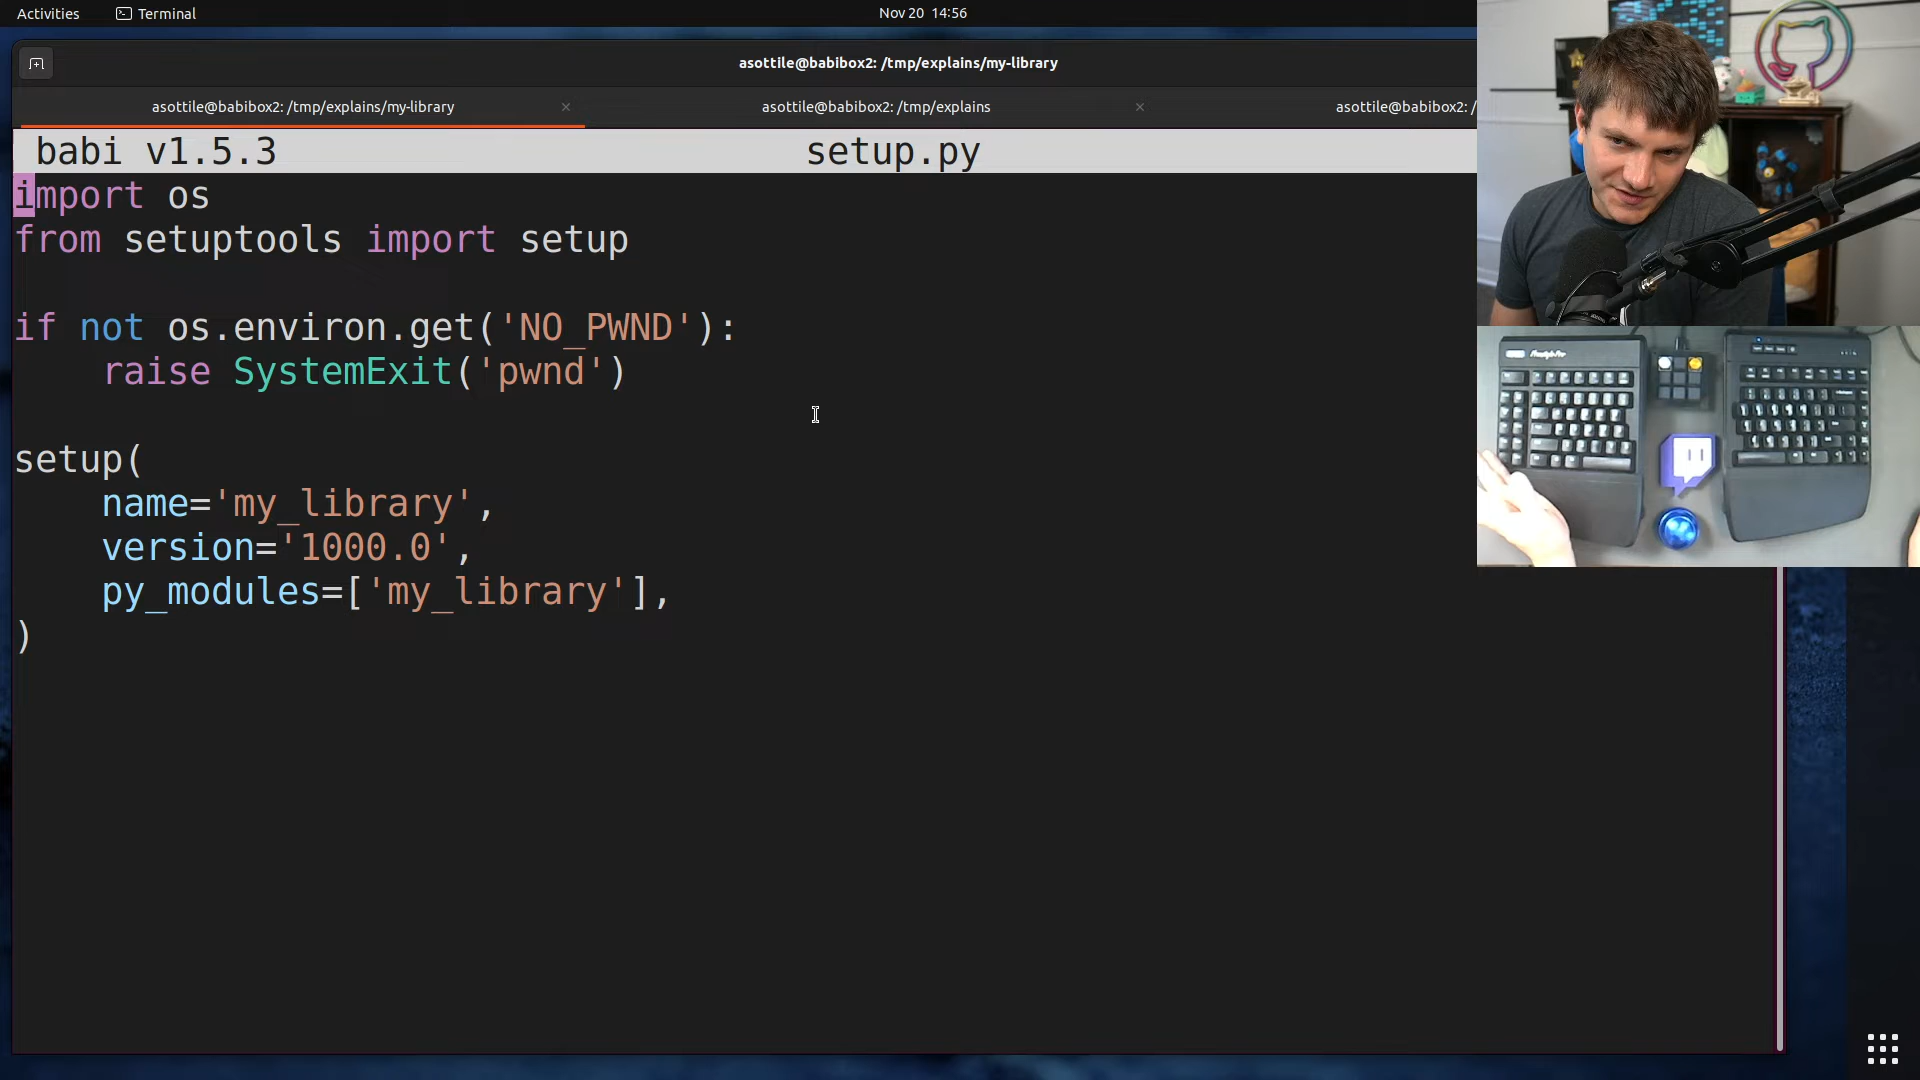 Activities
Terminal
Nov 20 14:56
asottile@babibox2: /tmp/explains/my-library
asottile@babibox2: /tmp/explains/my-library
asottile@babibox2: /tmp/explains
asottile@babibox2: /
babi v1.5.3
setup.py
import os
from setuptools import setup
if not os.environ.get('NO_PWND'):
    raise SystemExit('pwnd')
setup(
    name='my_library',
    version='1000.0',
    py_modules=['my_library'],
)